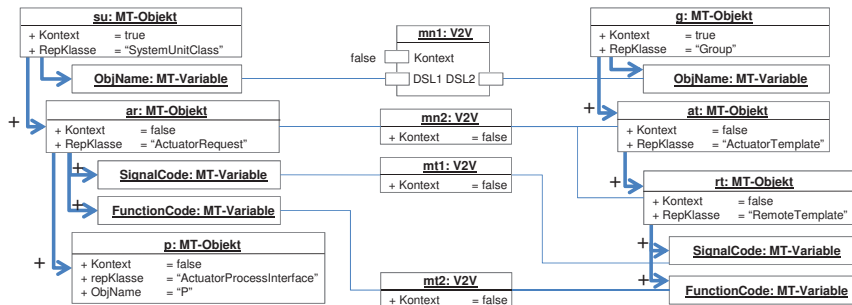 su: MT-Objekt
+ Kontext = true
+ RepKlasse = “SystemUnitClass”
ObjName: MT-Variable
+
ar: MT-Objekt
+ Kontext = false
+ RepKlasse = “ActuatorRequest”
+
SignalCode: MT-Variable
+
FunctionCode: MT-Variable
+
p: MT-Objekt
+ Kontext = false
+ repKlasse = “ActuatorProcessInterface”
+ ObjName = “P”
mn1: V2V
false
Kontext
DSL1 DSL2
mn2: V2V
+ Kontext = false
mt1: V2V
+ Kontext = false
mt2: V2V
+ Kontext = false
g: MT-Objekt
+ Kontext = true
+ RepKlasse = “Group”
ObjName: MT-Variable
+
at: MT-Objekt
+ Kontext = false
+ RepKlasse = “ActuatorTemplate”
+
rt: MT-Objekt
+ Kontext = false
+ RepKlasse = “RemoteTemplate”
+
SignalCode: MT-Variable
+
FunctionCode: MT-Variable